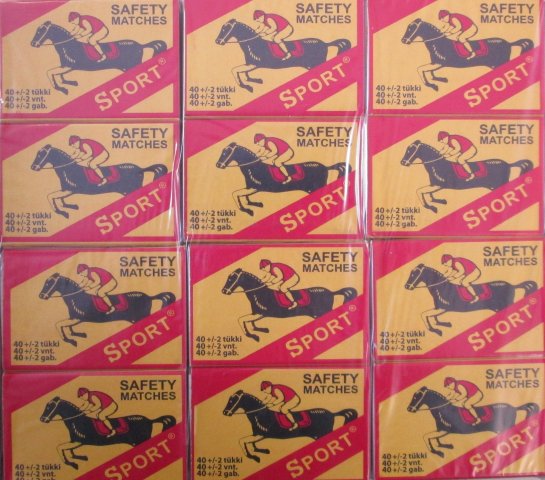 SAFETY
MATCHES
40 +/-2 tükki
40 +/-2 vnt.
40 +/-2 gab.
SPORT®
SAFETY
MATCHES
40 +/-2 tükki
40 +/-2 vnt.
40 +/-2 gab.
SPORT®
SAFETY
MATCHES
40 +/-2 tükki
40 +/-2 vnt.
40 +/-2 gab.
SPORT®
SAFETY
MATCHES
40 +/-2 tükki
40 +/-2 vnt.
40 +/-2 gab.
SPORT®
SAFETY
MATCHES
40 +/-2 tükki
40 +/-2 vnt.
40 +/-2 gab.
SPORT®
SAFETY
MATCHES
40 +/-2 tükki
40 +/-2 vnt.
40 +/-2 gab.
SPORT®
SAFETY
MATCHES
40 +/-2 tükki
40 +/-2 vnt.
40 +/-2 gab.
SPORT®
SAFETY
MATCHES
40 +/-2 tükki
40 +/-2 vnt.
40 +/-2 gab.
SPORT®
SAFETY
MATCHES
40 +/-2 tükki
40 +/-2 vnt.
40 +/-2 gab.
SPORT®
SAFETY
MATCHES
40 +/-2 tükki
40 +/-2 vnt.
SPORT®
SAFETY
MATCHES
40 +/-2 tükki
40 +/-2 vnt.
40 +/-2 gab.
SPORT®
SAFETY
MATCHES
40 +/-2 tükki
40 +/-2 vnt.
SPORT®